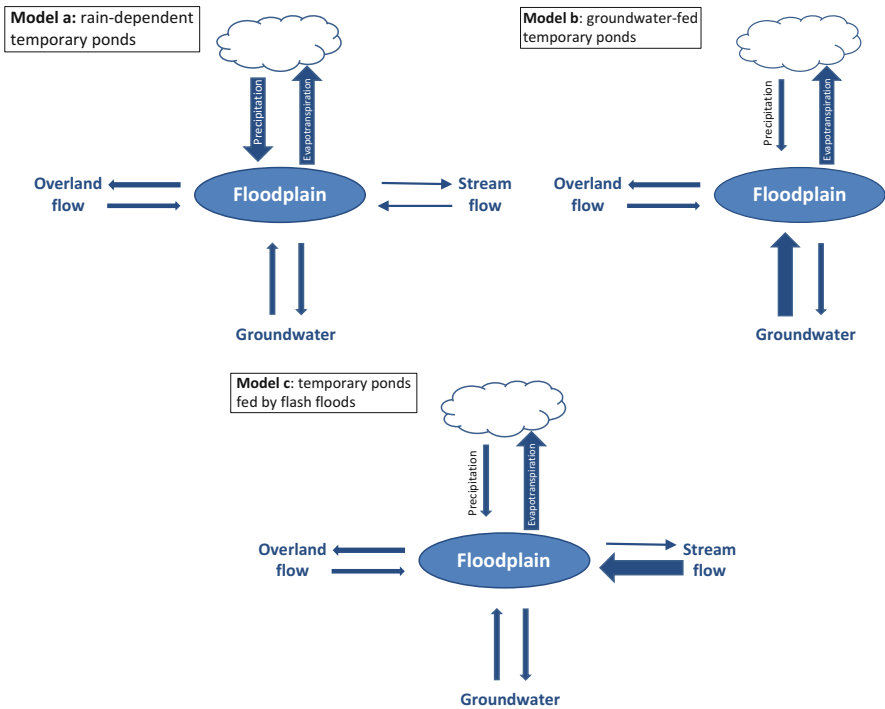 Model a: rain-dependent
temporary ponds
Precipitation
Evapotranspiration
Overland
flow
Floodplain
Stream
flow
Groundwater
Model b: groundwater-fed
temporary ponds
Precipitation
Evapotranspiration
Overland
flow
Floodplain
Groundwater
Model c: temporary ponds
fed by flash floods
Precipitation
Evapotranspiration
Overland
flow
Floodplain
Stream
flow
Groundwater